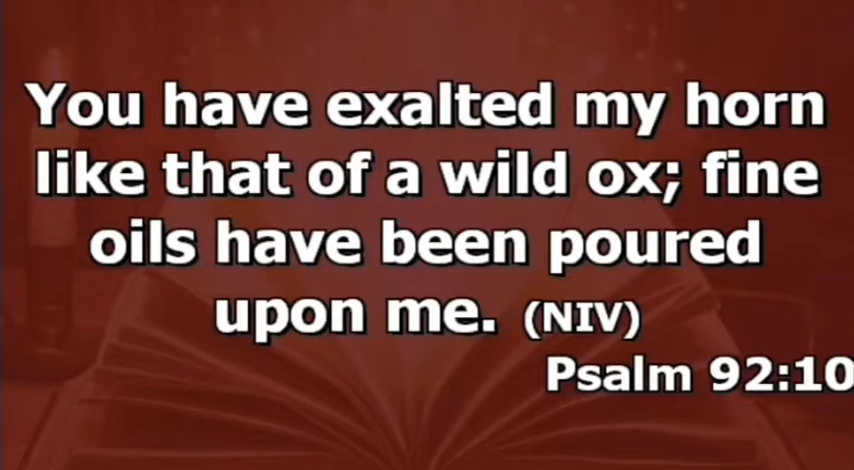 You have exalted my horn
like that of a wild ox; fine
oils have been poured
upon me. (NIV)
Psalm 92:10